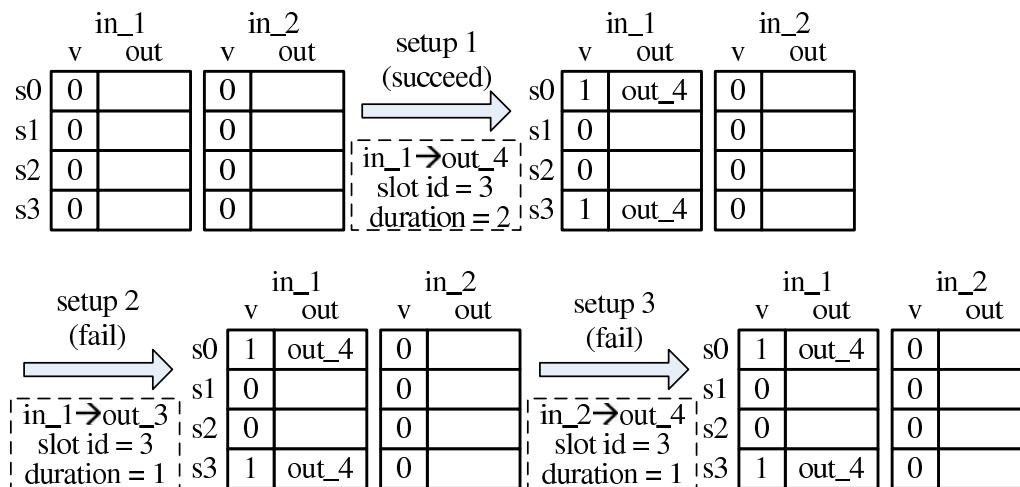 in_1 in_2
v out v out
s0 0 0
s1 0 0
s2 0 0
s3 0 0
setup 1
(succeed)
in_1→out_4
slot id = 3
duration = 2
in_1 in_2
v out v out
s0 1 out_4 0
s1 0 0
s2 0 0
s3 1 out_4 0
setup 2
(fail)
in_1→out_3
slot id = 3
duration = 1
in_1 in_2
v out v out
s0 1 out_4 0
s1 0 0
s2 0 0
s3 1 out_4 0
setup 3
(fail)
in_2→out_4
slot id = 3
duration = 1
in_1 in_2
v out v out
s0 1 out_4 0
s1 0 0
s2 0 0
s3 1 out_4 0